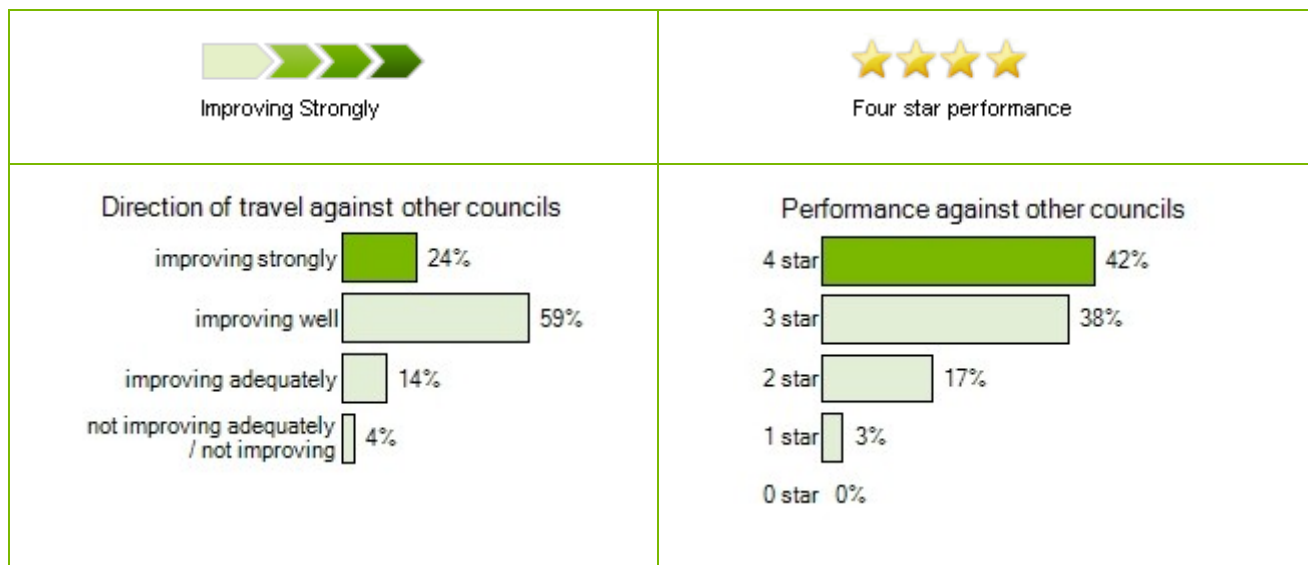 Improving Strongly
Four star performance
Direction of travel against other councils
improving strongly 24%
improving well 59%
improving adequately 14%
not improving adequately
/ not improving 4%
Performance against other councils
4 star 42%
3 star 38%
2 star 17%
1 star 3%
0 star 0%